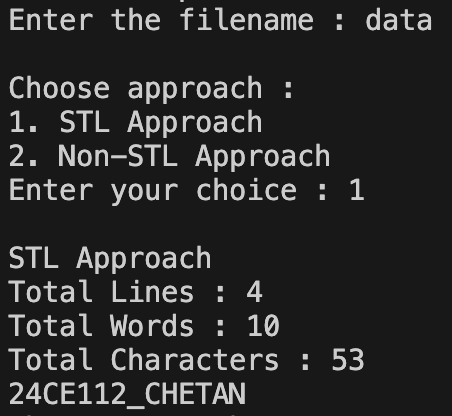 Enter the filename : data
Choose approach :
1. STL Approach
2. Non-STL Approach
Enter your choice : 1
STL Approach
Total Lines : 4
Total Words : 10
Total Characters : 53
24CE112_CHETAN